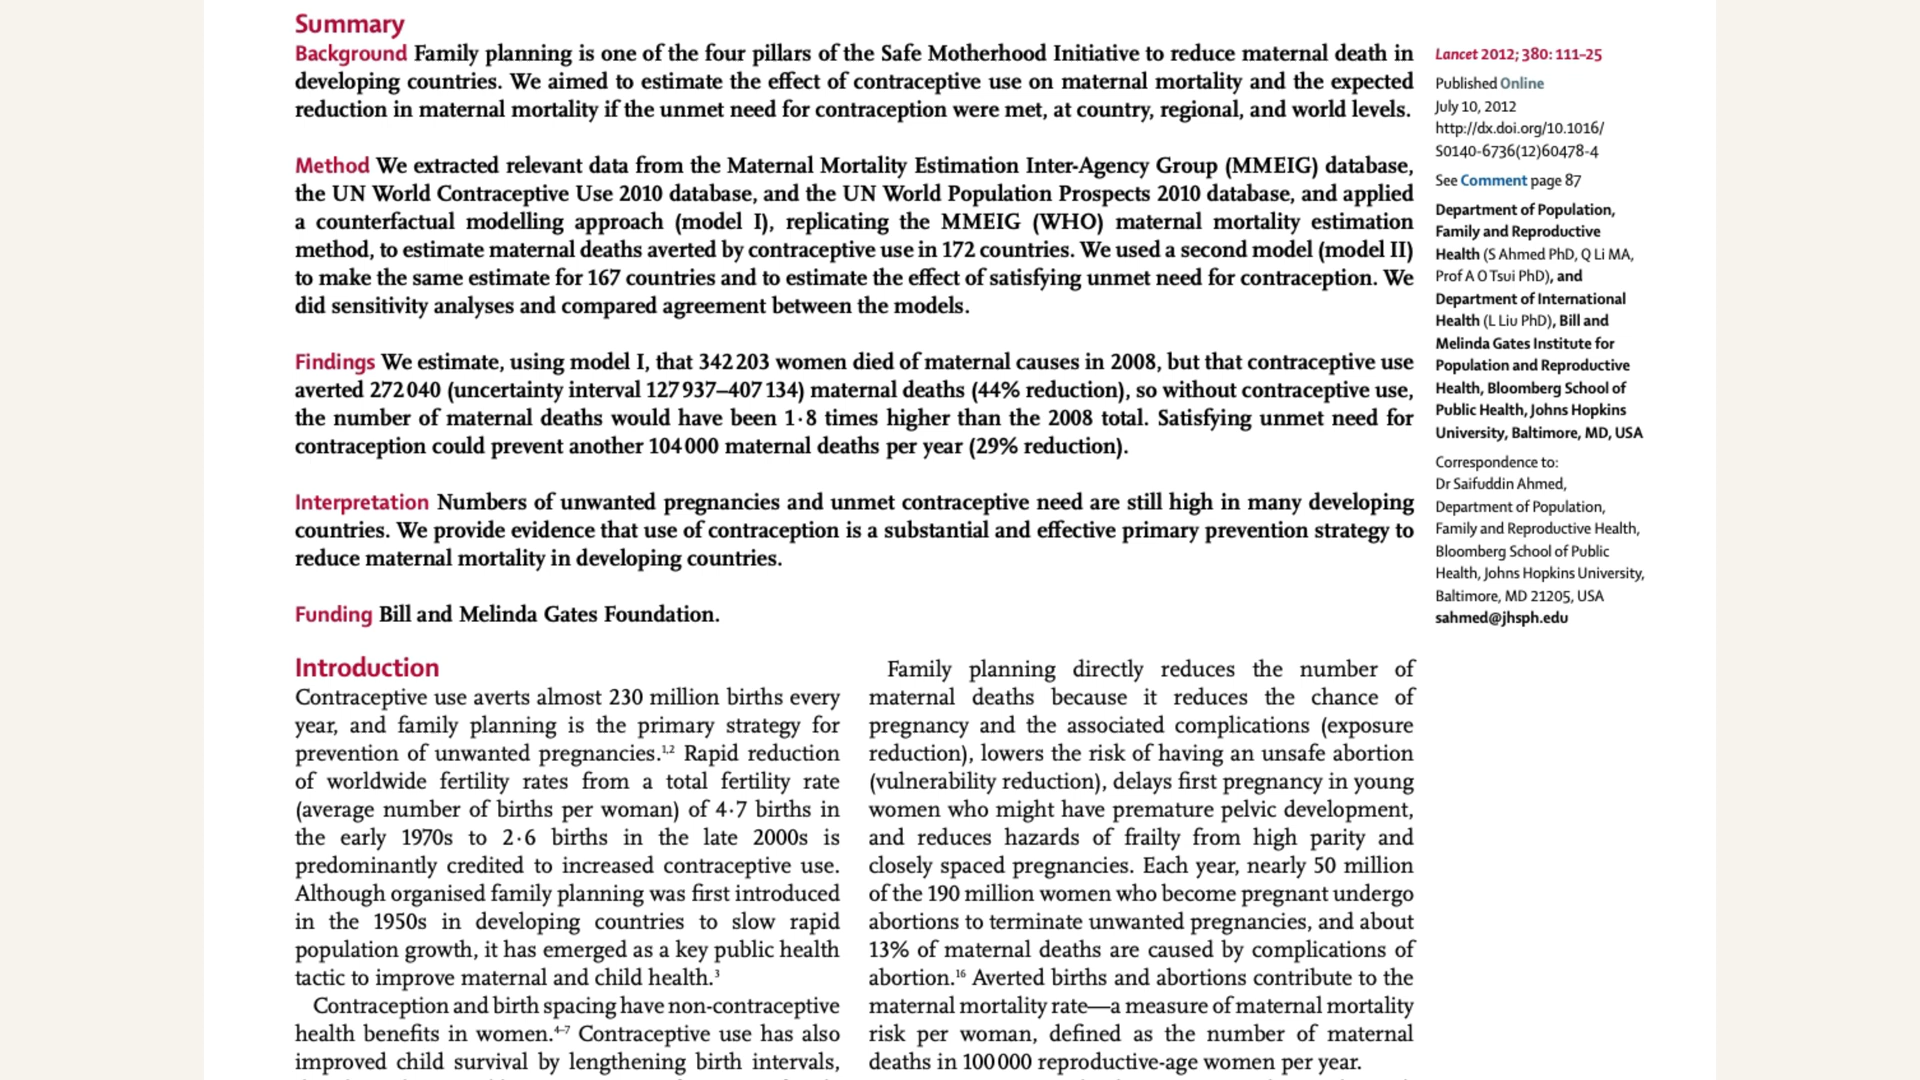 Summary
Background Family planning is one of the four pillars of the Safe Motherhood Initiative to reduce maternal death in
developing countries. We aimed to estimate the effect of contraceptive use on maternal mortality and the expected
reduction in maternal mortality if the unmet need for contraception were met, at country, regional, and world levels.
Method We extracted relevant data from the Maternal Mortality Estimation Inter-Agency Group (MMEIG) database,
the UN World Contraceptive Use 2010 database, and the UN World Population Prospects 2010 database, and applied
a counterfactual modelling approach (model I), replicating the MMEIG (WHO) maternal mortality estimation
method, to estimate maternal deaths averted by contraceptive use in 172 countries. We used a second model (model II)
to make the same estimate for 167 countries and to estimate the effect of satisfying unmet need for contraception. We
did sensitivity analyses and compared agreement between the models.
Findings We estimate, using model I, that 342 203 women died of maternal causes in 2008, but that contraceptive use
averted 272 040 (uncertainty interval 127 937–407 134) maternal deaths (44% reduction), so without contraceptive use,
the number of maternal deaths would have been 1·8 times higher than the 2008 total. Satisfying unmet need for
contraception could prevent another 104 000 maternal deaths per year (29% reduction).
Interpretation Numbers of unwanted pregnancies and unmet contraceptive need are still high in many developing
countries. We provide evidence that use of contraception is a substantial and effective primary prevention strategy to
reduce maternal mortality in developing countries.
Funding Bill and Melinda Gates Foundation.
Introduction
Contraceptive use averts almost 230 million births every
year, and family planning is the primary strategy for
prevention of unwanted pregnancies.1,2 Rapid reduction
of worldwide fertility rates from a total fertility rate
(average number of births per woman) of 4·7 births in
the early 1970s to 2·6 births in the late 2000s is
predominantly credited to increased contraceptive use.
Although organised family planning was first introduced
in the 1950s in developing countries to slow rapid
population growth, it has emerged as a key public health
tactic to improve maternal and child health.3
Contraception and birth spacing have non-contraceptive
health benefits in women.4–7 Contraceptive use has also
improved child survival by lengthening birth intervals,
Family planning directly reduces the number of
maternal deaths because it reduces the chance of
pregnancy and the associated complications (exposure
reduction), lowers the risk of having an unsafe abortion
(vulnerability reduction), delays first pregnancy in young
women who might have premature pelvic development,
and reduces hazards of frailty from high parity and
closely spaced pregnancies. Each year, nearly 50 million
of the 190 million women who become pregnant undergo
abortions to terminate unwanted pregnancies, and about
13% of maternal deaths are caused by complications of
abortion.16 Averted births and abortions contribute to the
maternal mortality rate—a measure of maternal mortality
risk per woman, defined as the number of maternal
deaths in 100 000 reproductive-age women per year.
Lancet 2012; 380: 111–25
Published Online
July 10, 2012
http://dx.doi.org/10.1016/
S0140-6736(12)60478-4
See Comment page 87
Department of Population,
Family and Reproductive
Health (S Ahmed PhD, Q Li MA,
Prof A O Tsui PhD), and
Department of International
Health (L Liu PhD), Bill and
Melinda Gates Institute for
Population and Reproductive
Health, Bloomberg School of
Public Health, Johns Hopkins
University, Baltimore, MD, USA
Correspondence to:
Dr Saifuddin Ahmed,
Department of Population,
Family and Reproductive Health,
Bloomberg School of Public
Health, Johns Hopkins University,
Baltimore, MD 21205, USA
sahmed@jhsph.edu